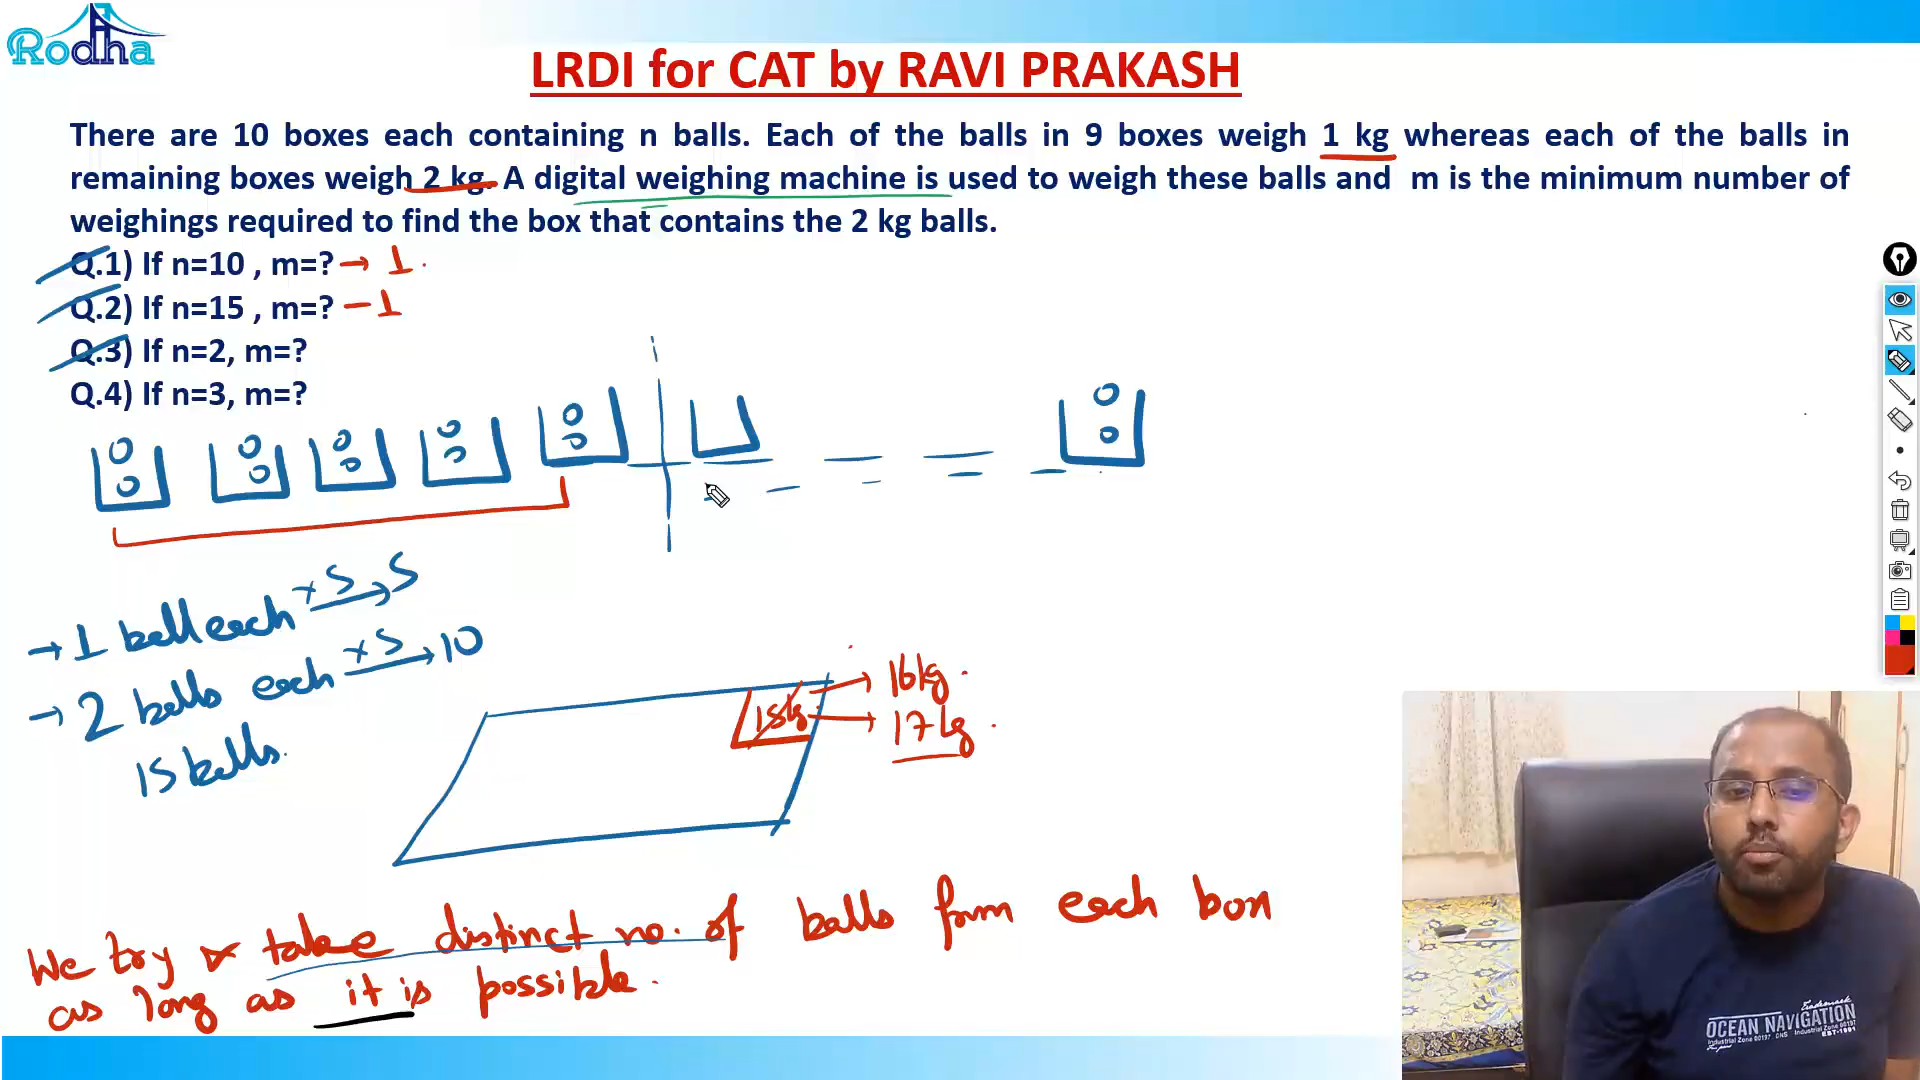 Rodha
LRDI for CAT by RAVI PRAKASH
There are 10 boxes each containing n balls. Each of the balls in 9 boxes weigh 1 kg whereas each of the balls in
remaining boxes weigh 2 kg. A digital weighing machine is used to weigh these balls and m is the minimum number of
weighings required to find the box that contains the 2 kg balls.
Q.1) If n=10 , m=? → 1
Q.2) If n=15 , m=? – 1
Q.3) If n=2, m=?
Q.4) If n=3, m=?
→ 1 ball each ×5 → 5
→ 2 balls each ×5 → 10
15 balls.
15kg → 16kg.
→ 17kg
We try to take distinct no. of balls from each box
as long as it is possible.
Trademark
OCEAN NAVIGATION